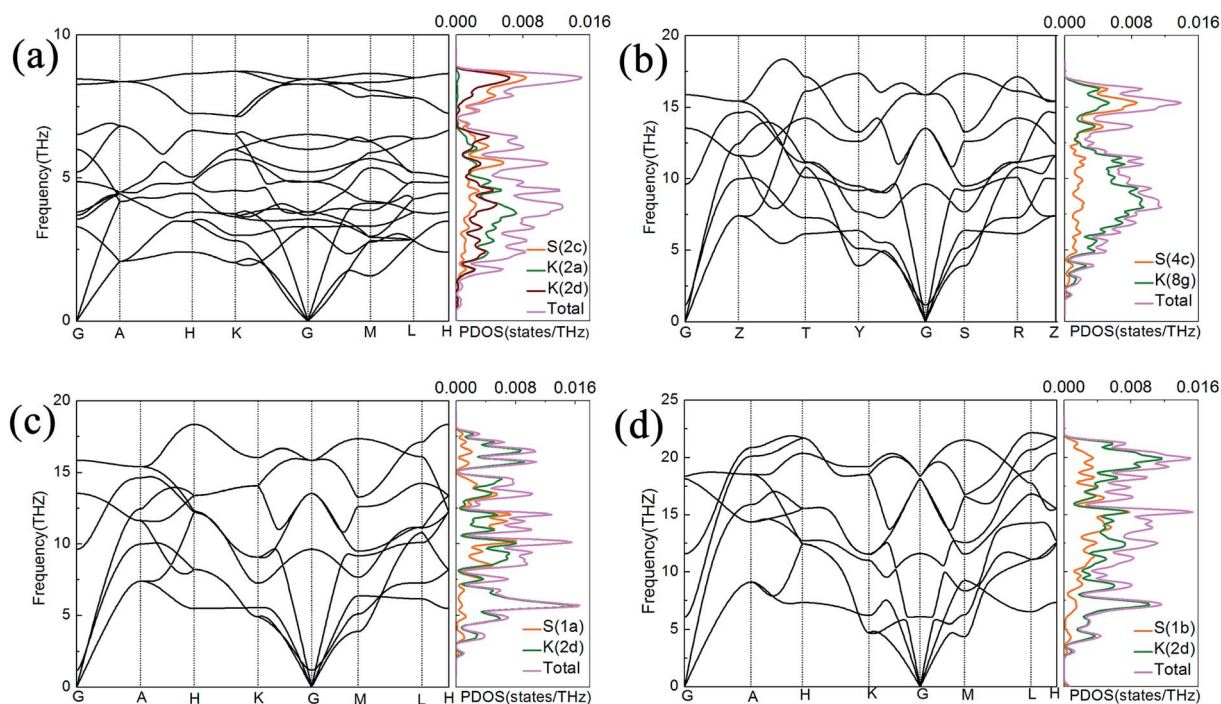 (a)
0.000 0.008 0.016
10
5
0
Frequency(THz)
G A H K G M L H
S(2c)
K(2a)
K(2d)
Total
PDOS(states/THz)
(b)
0.000 0.008 0.016
20
15
10
5
0
Frequency(THz)
G Z T Y G S R Z
S(4c)
K(8g)
Total
PDOS(states/THz)
(c)
0.000 0.008 0.016
20
15
10
5
0
Frequency(THZ)
G A H K G M L H
S(1a)
K(2d)
Total
PDOS(states/THz)
(d)
0.000 0.008 0.016
25
20
15
10
5
0
Frequency(THz)
G A H K G M L H
S(1b)
K(2d)
Total
PDOS(states/THz)